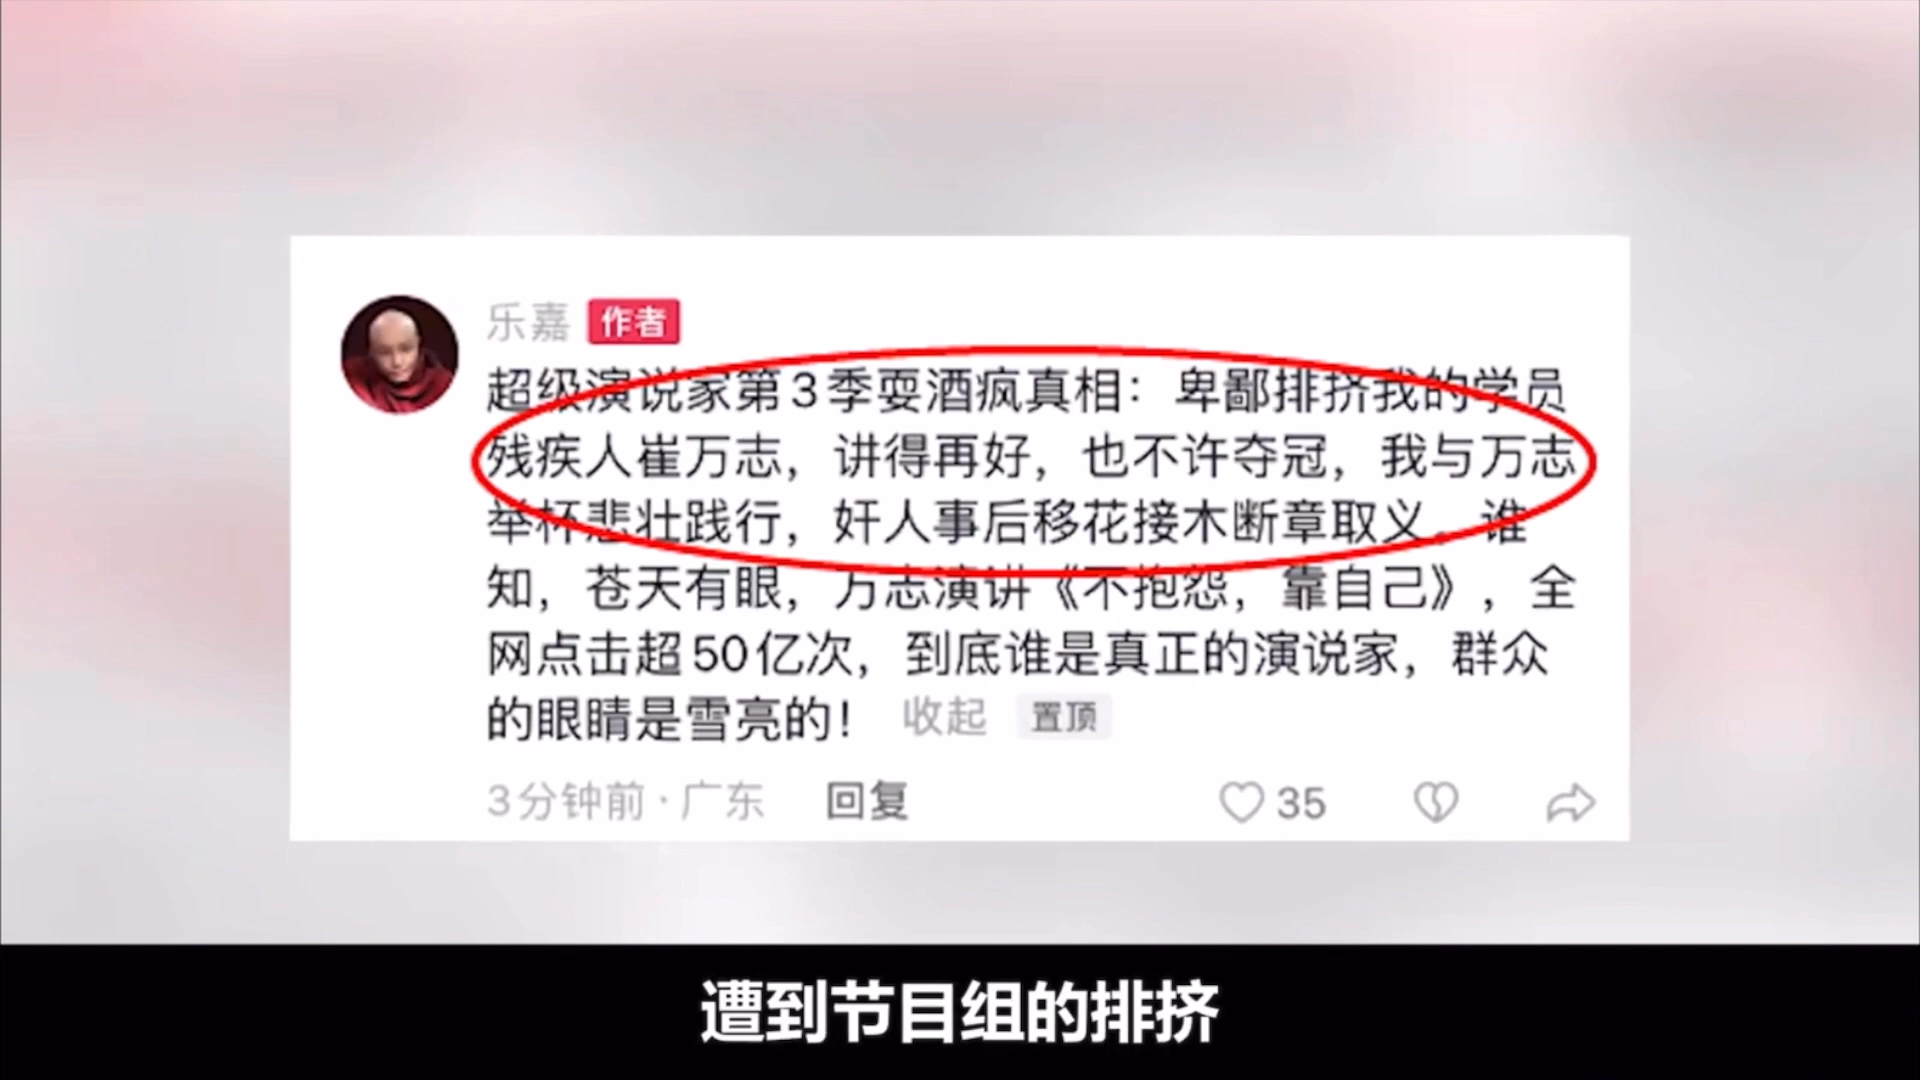 乐嘉 作者
超级演说家第3季耍酒疯真相：卑鄙排挤我的学员
残疾人崔万志，讲得再好，也不许夺冠，我与万志
举杯悲壮践行，奸人事后移花接木断章取义。谁
知，苍天有眼，万志演讲《不抱怨，靠自己》，全
网点击超50亿次，到底谁是真正的演说家，群众
的眼睛是雪亮的！ 收起 置顶
3分钟前·广东 回复 35
遭到节目组的排挤